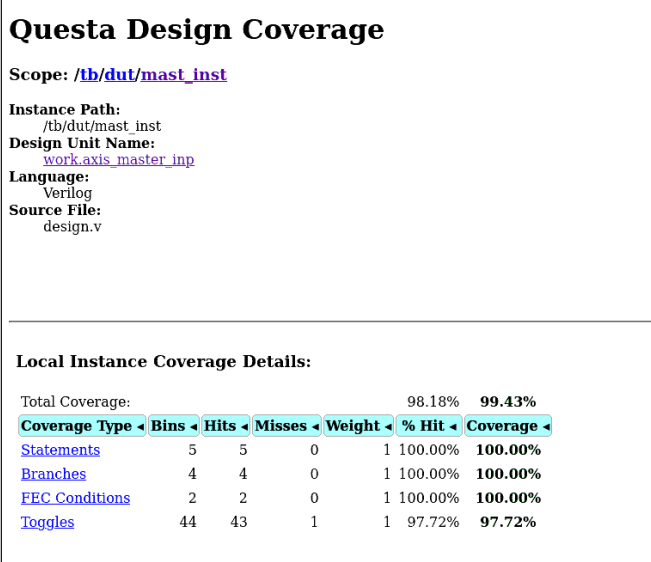 Questa Design Coverage
Scope: /tb/dut/mast_inst
Instance Path:
/tb/dut/mast_inst
Design Unit Name:
work.axis_master_inp
Language:
Verilog
Source File:
design.v
Local Instance Coverage Details:
Total Coverage: 98.18% 99.43%
Coverage Type ◄ Bins ◄ Hits ◄ Misses ◄ Weight ◄ % Hit ◄ Coverage ◄
Statements 5 5 0 1 100.00% 100.00%
Branches 4 4 0 1 100.00% 100.00%
FEC Conditions 2 2 0 1 100.00% 100.00%
Toggles 44 43 1 1 97.72% 97.72%